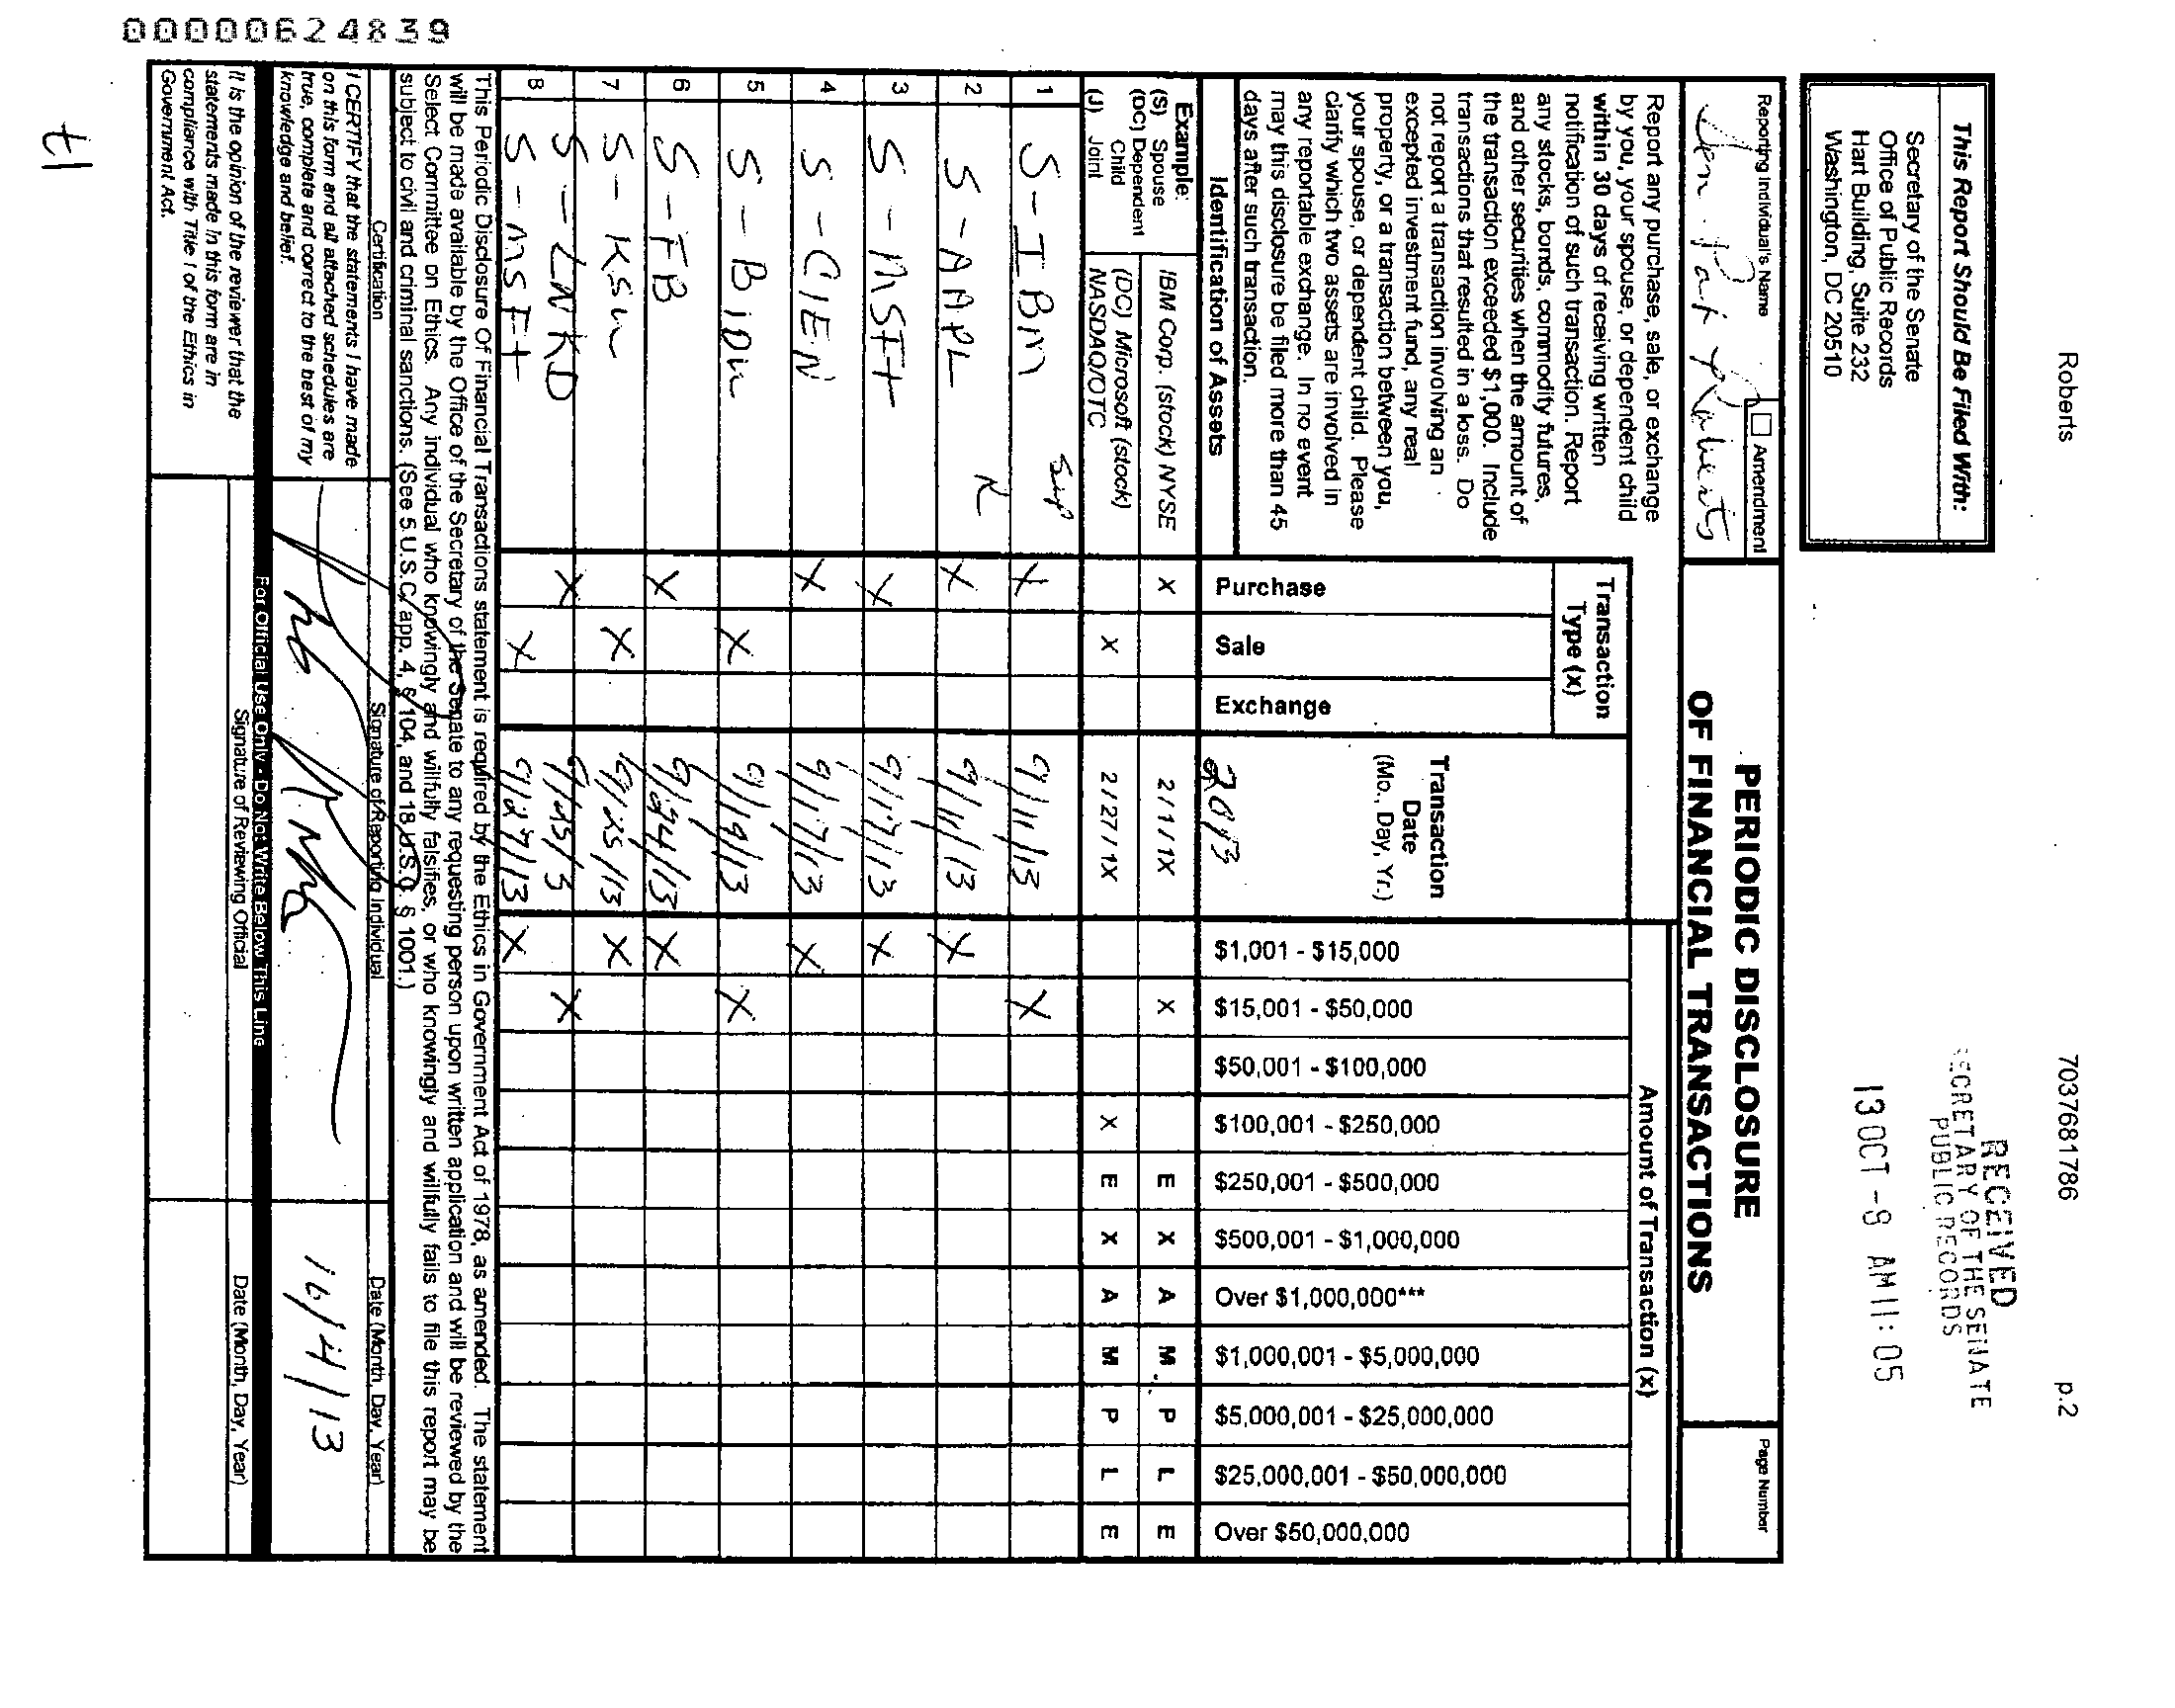 Roberts
7037681786
p.2
RECEIVED
SECRETARY OF THE SENATE
PUBLIC RECORDS
13 OCT -8 AM 11:05
This Report Should Be Filed With:
Secretary of the Senate
Office of Public Records
Hart Building, Suite 232
Washington, DC 20510
PERIODIC DISCLOSURE
OF FINANCIAL TRANSACTIONS
Page Number
Reporting Individual's Name
Amendment
Sen. Pat Roberts
Report any purchase, sale, or exchange
by you, your spouse, or dependent child
within 30 days of receiving written
notification of such transaction. Report
any stocks, bonds, commodity futures,
and other securities when the amount of
the transaction exceeded $1,000. Include
transactions that resulted in a loss. Do
not report a transaction involving an
excepted investment fund, any real
property, or a transaction between you,
your spouse, or dependent child. Please
clarify which two assets are involved in
any reportable exchange. In no event
may this disclosure be filed more than 45
days after such transaction.
Identification of Assets
Transaction
Type (x)
Purchase
Sale
Exchange
Transaction
Date
(Mo., Day, Yr.)
2013
Amount of Transaction (x)
$1,001 - $15,000
$15,001 - $50,000
$50,001 - $100,000
$100,001 - $250,000
$250,001 - $500,000
$500,001 - $1,000,000
Over $1,000,000***
$1,000,001 - $5,000,000
$5,000,001 - $25,000,000
$25,000,001 - $50,000,000
Over $50,000,000
Example:
(S) Spouse
(DC) Dependent
Child
(J) Joint
IBM Corp. (stock) NYSE X 2/1/1X X E X A M P L E
(DC) Microsoft (stock)
NASDAQ/OTC X 2/27/1X X E X A M P L E
1 S-IBM X 9/11/13 X
2 S-AAPL X 9/11/13 X
3 S-MSFt X 9/17/13 X
4 S-CIEN X 9/17/13 X
5 S-BIDU X 9/19/13 X
6 S-FB X 9/24/13 X
7 S-KSU X 9/25/13 X
S-LNKD X 9/25/13 X
8 S-MSFt X 9/27/13 X
This Periodic Disclosure Of Financial Transactions statement is required by the Ethics in Government Act of 1978, as amended. The statement
will be made available by the Office of the Secretary of the Senate to any requesting person upon written application and will be reviewed by the
Select Committee on Ethics. Any individual who knowingly and willfully falsifies, or who knowingly and willfully fails to file this report may be
subject to civil and criminal sanctions. (See 5 U.S.C. app. 4, § 104, and 18 U.S.C. § 1001.)
Certification
Signature of Reporting Individual
Date (Month, Day, Year)
I CERTIFY that the statements I have made
on this form and all attached schedules are
true, complete and correct to the best of my
knowledge and belief.
10/4/13
For Official Use Only - Do Not Write Below This Line
It is the opinion of the reviewer that the
statements made in this form are in
compliance with Title I of the Ethics in
Government Act.
Signature of Reviewing Official
Date (Month, Day, Year)
00000624839